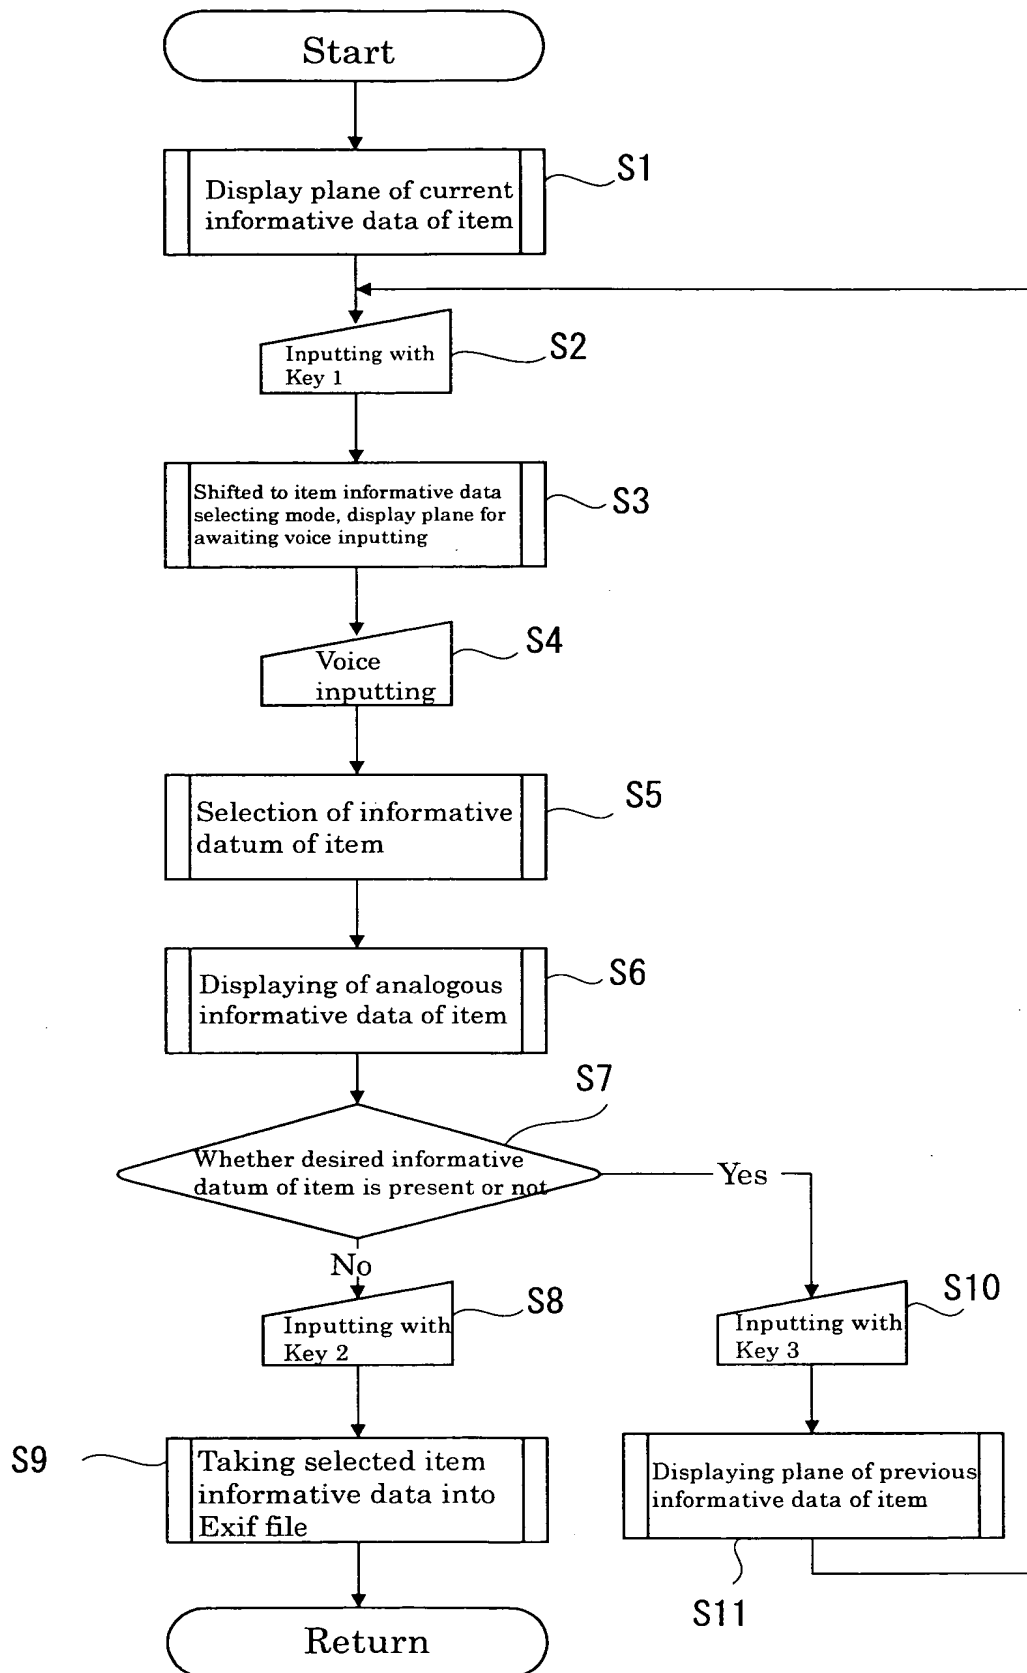 Start
Display plane of current
informative data of item
S1
Inputting with
Key 1
S2
Shifted to item informative data
selecting mode, display plane for
awaiting voice inputting
S3
Voice
inputting
S4
Selection of informative
datum of item
S5
Displaying of analogous
informative data of item
S6
S7
Whether desired informative
datum of item is present or not
Yes
No
Inputting with
Key 2
S8
Inputting with
Key 3
S10
S9
Taking selected item
informative data into
Exif file
Displaying plane of previous
informative data of item
S11
Return